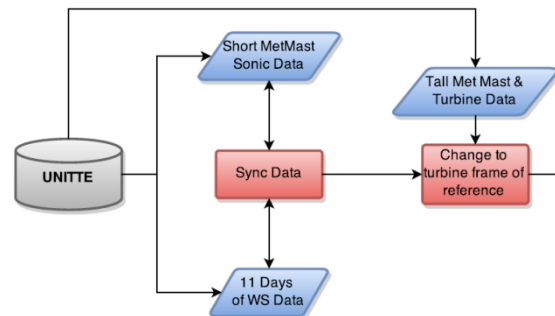 Short MetMast
Sonic Data
Tall Met Mast &
Turbine Data
UNITTE
Sync Data
Change to
turbine frame of
reference
11 Days
of WS Data